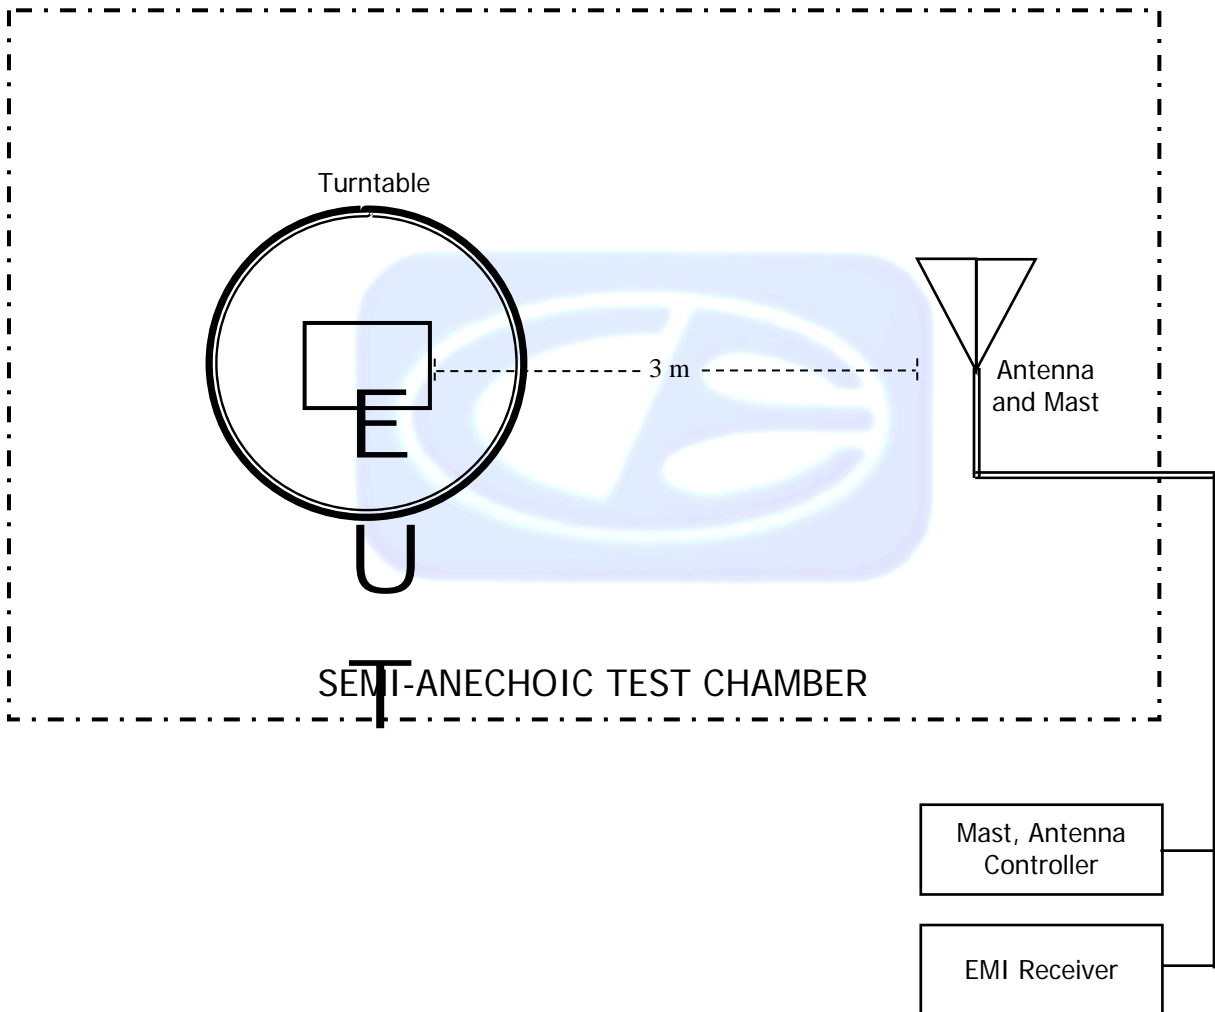 Turntable
3 m
Antenna
and Mast
E
U
T
SEMI-ANECHOIC TEST CHAMBER
Mast, Antenna
Controller
EMI Receiver